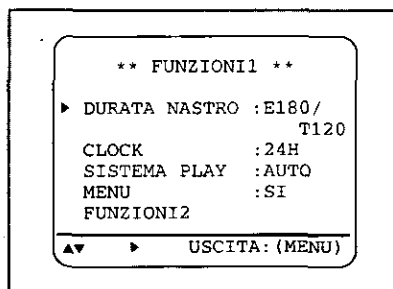 ** FUNZIONI1 **
▶ DURATA NASTRO :E180/
T120
CLOCK :24H
SISTEMA PLAY :AUTO
MENU :SI
FUNZIONI2
▲▼ ▶ USCITA:(MENU)